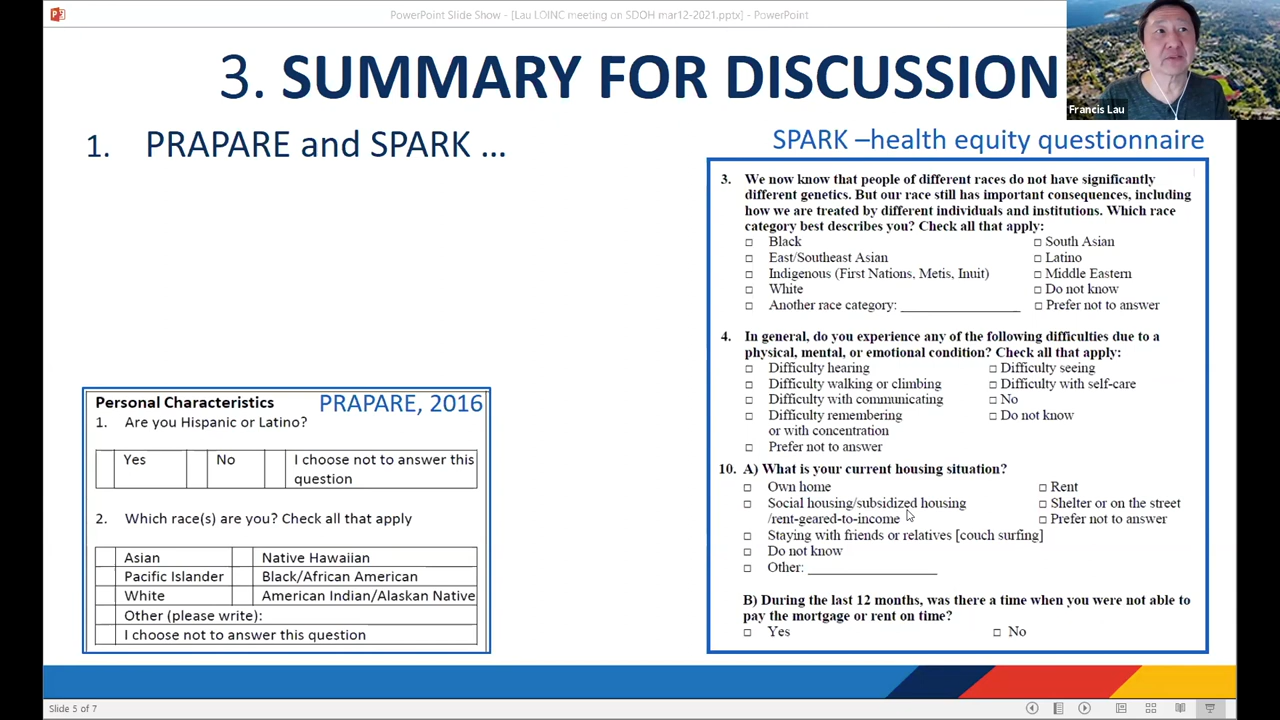 PowerPoint Slide Show - [Lau LOINC meeting on SDOH mar12-2021.pptx] - PowerPoint
Francis Lau
3. SUMMARY FOR DISCUSSION
1. PRAPARE and SPARK ...
SPARK –health equity questionnaire
3. We now know that people of different races do not have significantly
different genetics. But our race still has important consequences, including
how we are treated by different individuals and institutions. Which race
category best describes you? Check all that apply:
□ Black □ South Asian
□ East/Southeast Asian □ Latino
□ Indigenous (First Nations, Metis, Inuit) □ Middle Eastern
□ White □ Do not know
□ Another race category: ____________ □ Prefer not to answer
4. In general, do you experience any of the following difficulties due to a
physical, mental, or emotional condition? Check all that apply:
□ Difficulty hearing □ Difficulty seeing
□ Difficulty walking or climbing □ Difficulty with self-care
□ Difficulty with communicating □ No
□ Difficulty remembering □ Do not know
or with concentration
□ Prefer not to answer
10. A) What is your current housing situation?
□ Own home □ Rent
□ Social housing/subsidized housing □ Shelter or on the street
/rent-geared-to-income □ Prefer not to answer
□ Staying with friends or relatives [couch surfing]
□ Do not know
□ Other: ____________
B) During the last 12 months, was there a time when you were not able to
pay the mortgage or rent on time?
□ Yes □ No
Personal Characteristics PRAPARE, 2016
1. Are you Hispanic or Latino?
Yes No I choose not to answer this
question
2. Which race(s) are you? Check all that apply
Asian Native Hawaiian
Pacific Islander Black/African American
White American Indian/Alaskan Native
Other (please write):
I choose not to answer this question
Slide 5 of 7